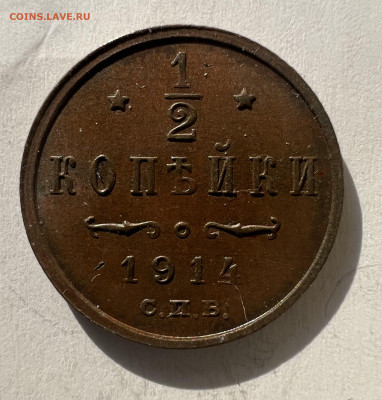 COINS.LAVE.RU
1/2
КОПѢЙКИ
1914
С.П.Б.